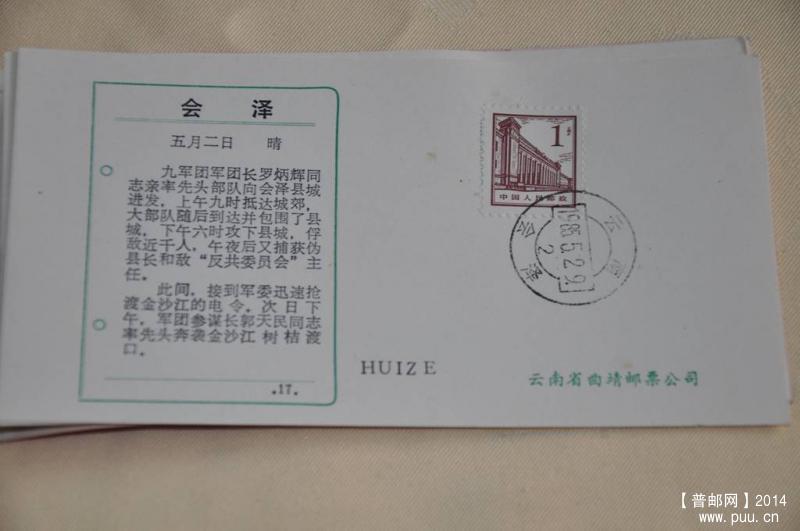 会 泽
五月二日 晴
九军团军团长罗炳辉同
志亲率先头部队向会泽县城
进发，上午九时抵达城郊，
大部队随后到达并包围了县
城，下午六时攻下县城，俘
敌近千人，午夜后又捕获伪
县长和敌“反共委员会”主
任。
此间，接到军委迅速抢
渡金沙江的电令。次日下
午，军团参谋长郭天民同志
率先头奔袭金沙江树桔渡
口。
.17.
1分
中国人民邮政
云南
1985.5.2.9
会泽
2
HUIZE
云南省曲靖邮票公司
【普邮网】2014
www.puu.cn